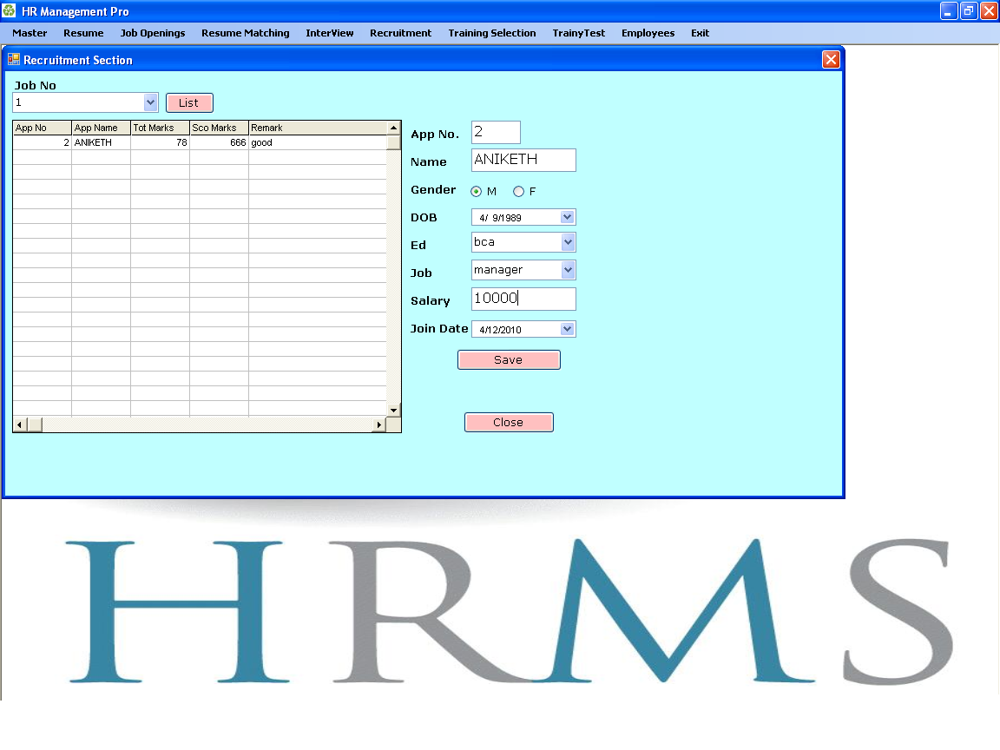 HR Management Pro
Master Resume Job Openings Resume Matching InterView Recruitment Training Selection TrainyTest Employees Exit
Recruitment Section
Job No
1 List
App No App Name Tot Marks Sco Marks Remark
2 ANIKETH 78 666 good
App No. 2
Name ANIKETH
Gender M F
DOB 4/ 9/1989
Ed bca
Job manager
Salary 10000
Join Date 4/12/2010
Save
Close
HRMS